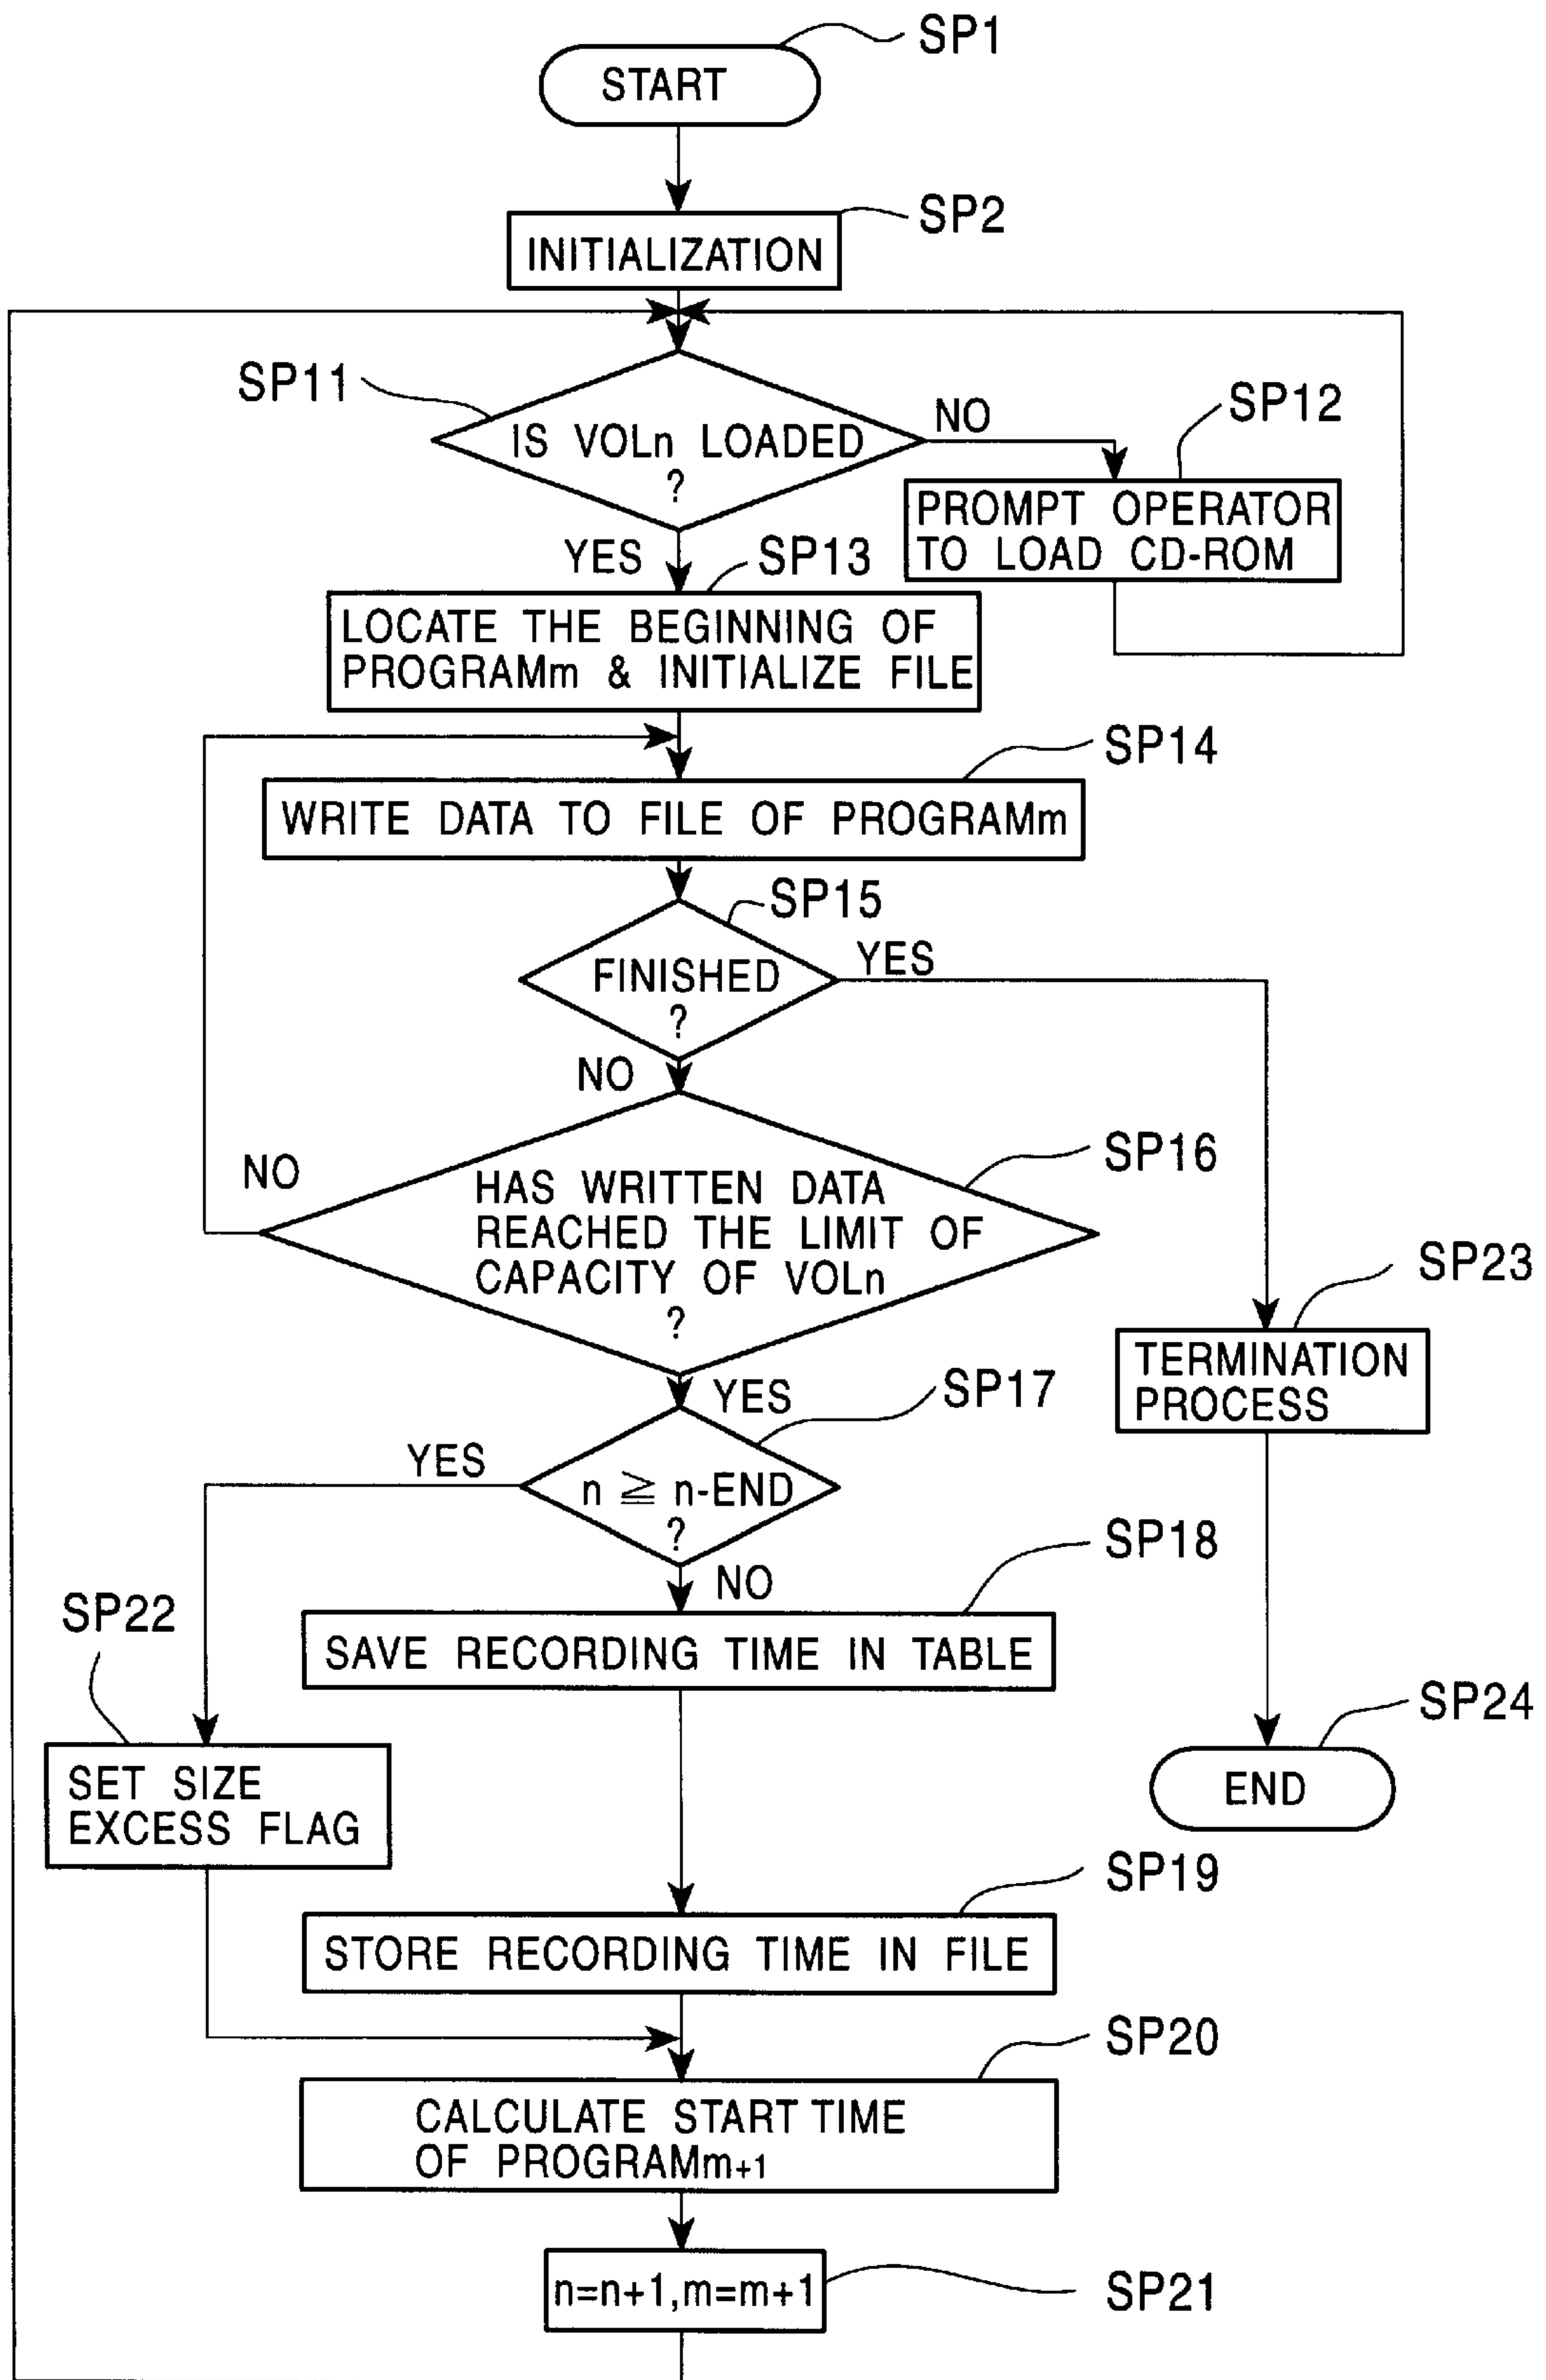 SP1
START
SP2
INITIALIZATION
SP11
IS VOLn LOADED
?
NO
SP12
PROMPT OPERATOR
TO LOAD CD-ROM
YES
SP13
LOCATE THE BEGINNING OF
PROGRAMm & INITIALIZE FILE
SP14
WRITE DATA TO FILE OF PROGRAMm
SP15
FINISHED
?
YES
NO
NO
SP16
HAS WRITTEN DATA
REACHED THE LIMIT OF
CAPACITY OF VOLn
?
SP23
TERMINATION
PROCESS
YES
SP17
YES
n ≧ n-END
?
NO
SP18
SAVE RECORDING TIME IN TABLE
SP22
SET SIZE
EXCESS FLAG
SP24
END
SP19
STORE RECORDING TIME IN FILE
SP20
CALCULATE START TIME
OF PROGRAMm+1
n=n+1,m=m+1
SP21